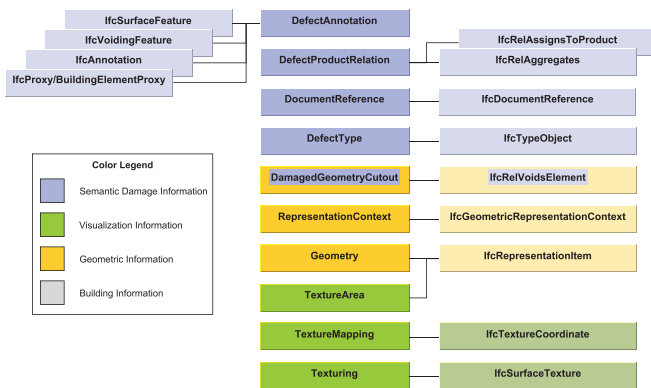 IfcSurfaceFeature
IfcVoidingFeature
IfcAnnotation
IfcProxy/BuildingElementProxy
DefectAnnotation
DefectProductRelation
IfcRelAssignsToProduct
IfcRelAggregates
DocumentReference
IfcDocumentReference
DefectType
IfcTypeObject
DamagedGeometryCutout
IfcRelVoidsElement
RepresentationContext
IfcGeometricRepresentationContext
Geometry
IfcRepresentationItem
TextureArea
TextureMapping
IfcTextureCoordinate
Texturing
IfcSurfaceTexture
Color Legend
Semantic Damage Information
Visualization Information
Geometric Information
Building Information